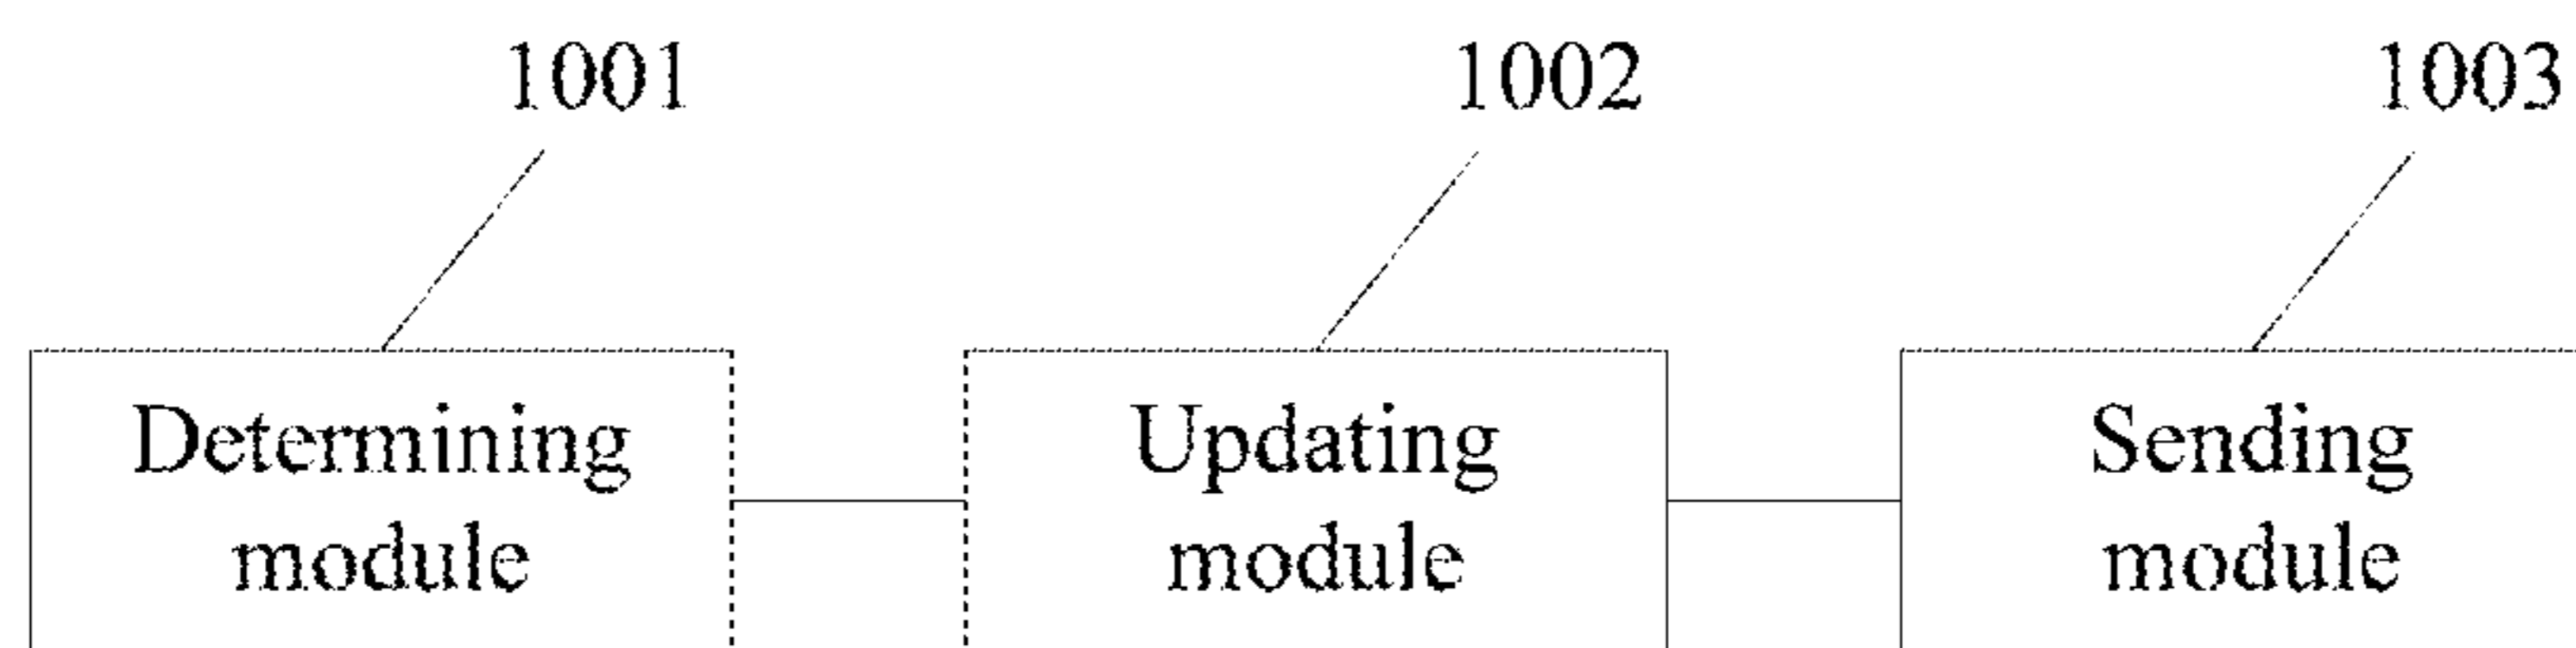 1001 1002 1003
Determining Updating Sending
module module module